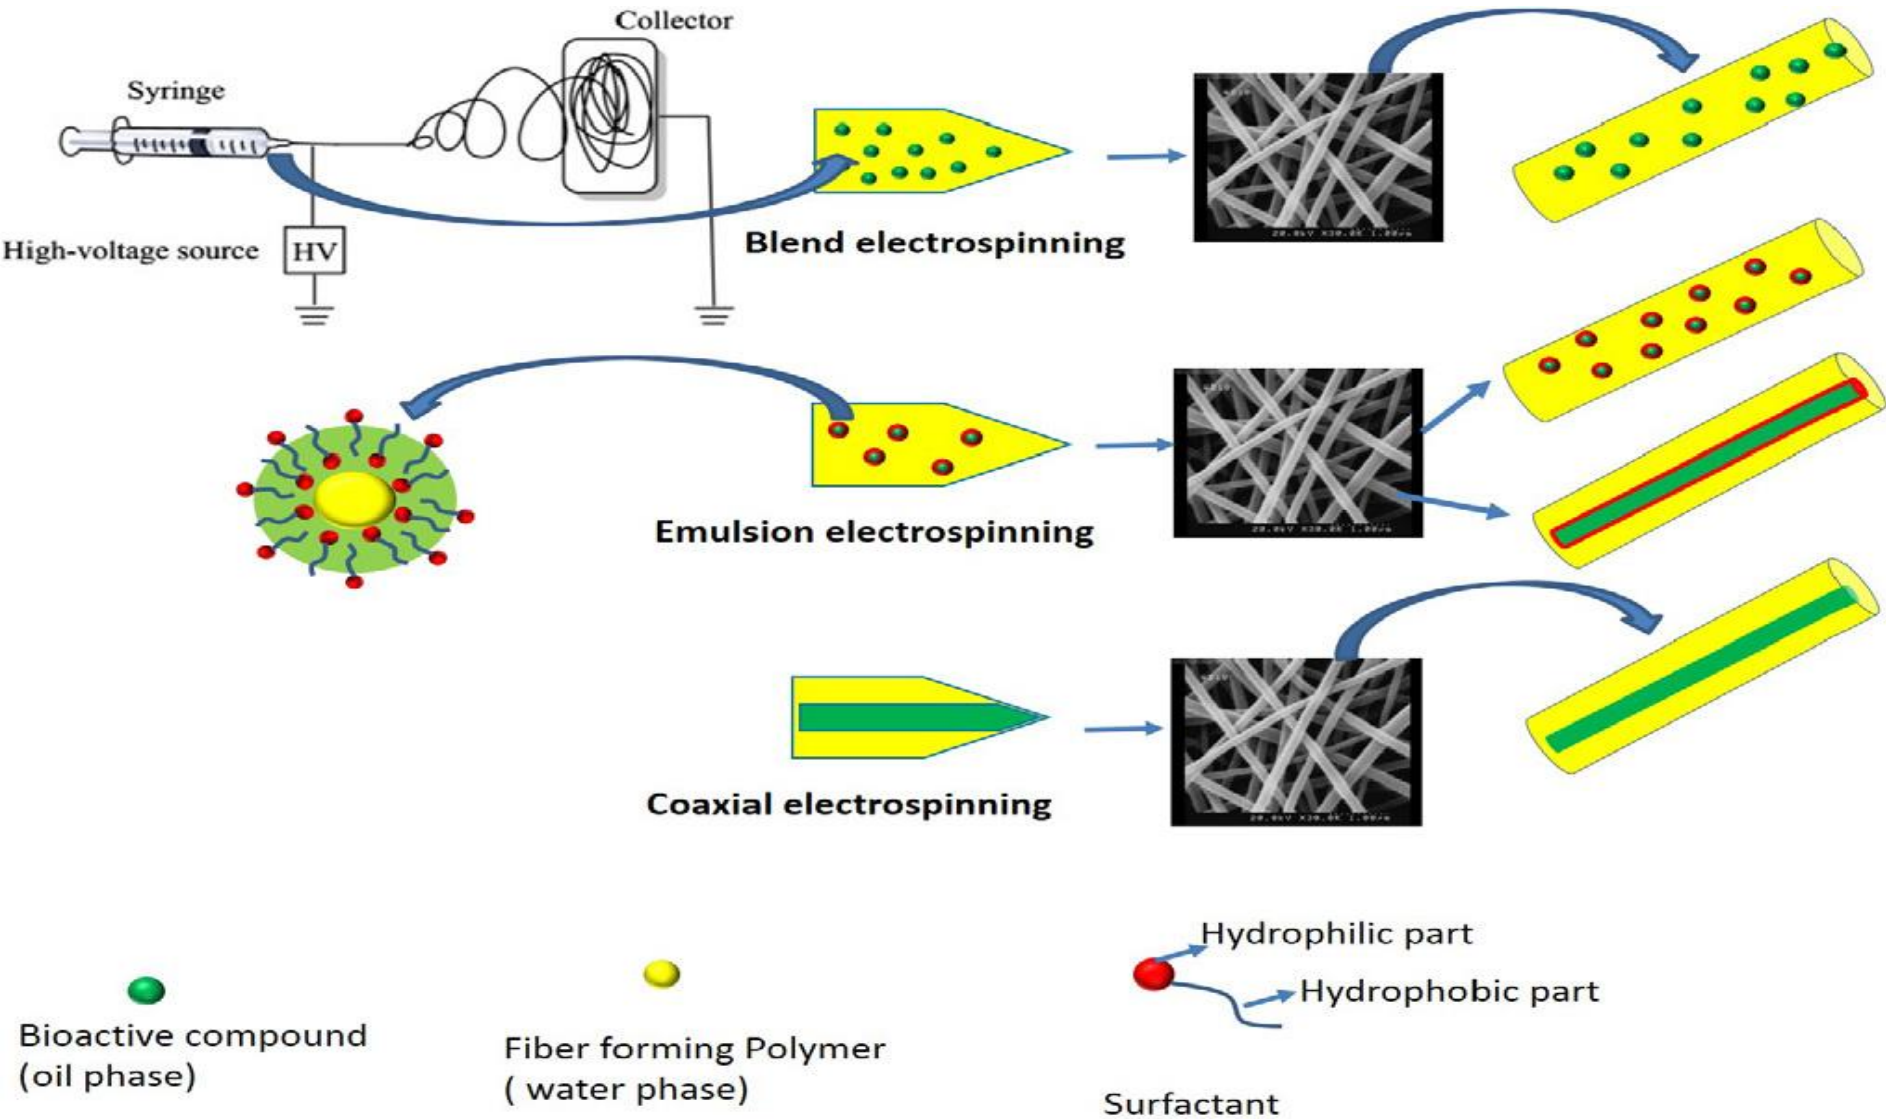 Collector
Syringe
High-voltage source
HV
Blend electrospinning
Emulsion electrospinning
Coaxial electrospinning
Hydrophilic part
Hydrophobic part
Bioactive compound
(oil phase)
Fiber forming Polymer
( water phase)
Surfactant